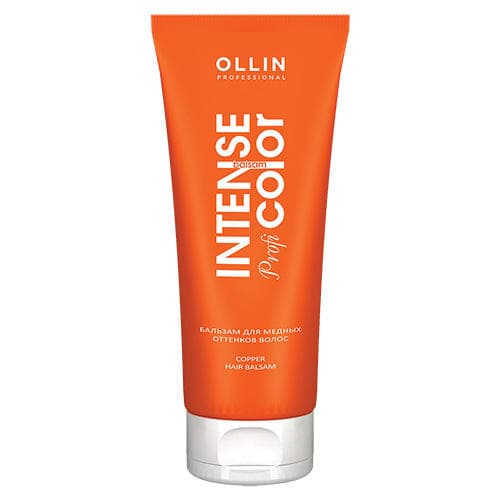 OLLIN
PROFESSIONAL
INTENSE
balsam
Profi
color
БАЛЬЗАМ ДЛЯ МЕДНЫХ
ОТТЕНКОВ ВОЛОС
COPPER
HAIR BALSAM